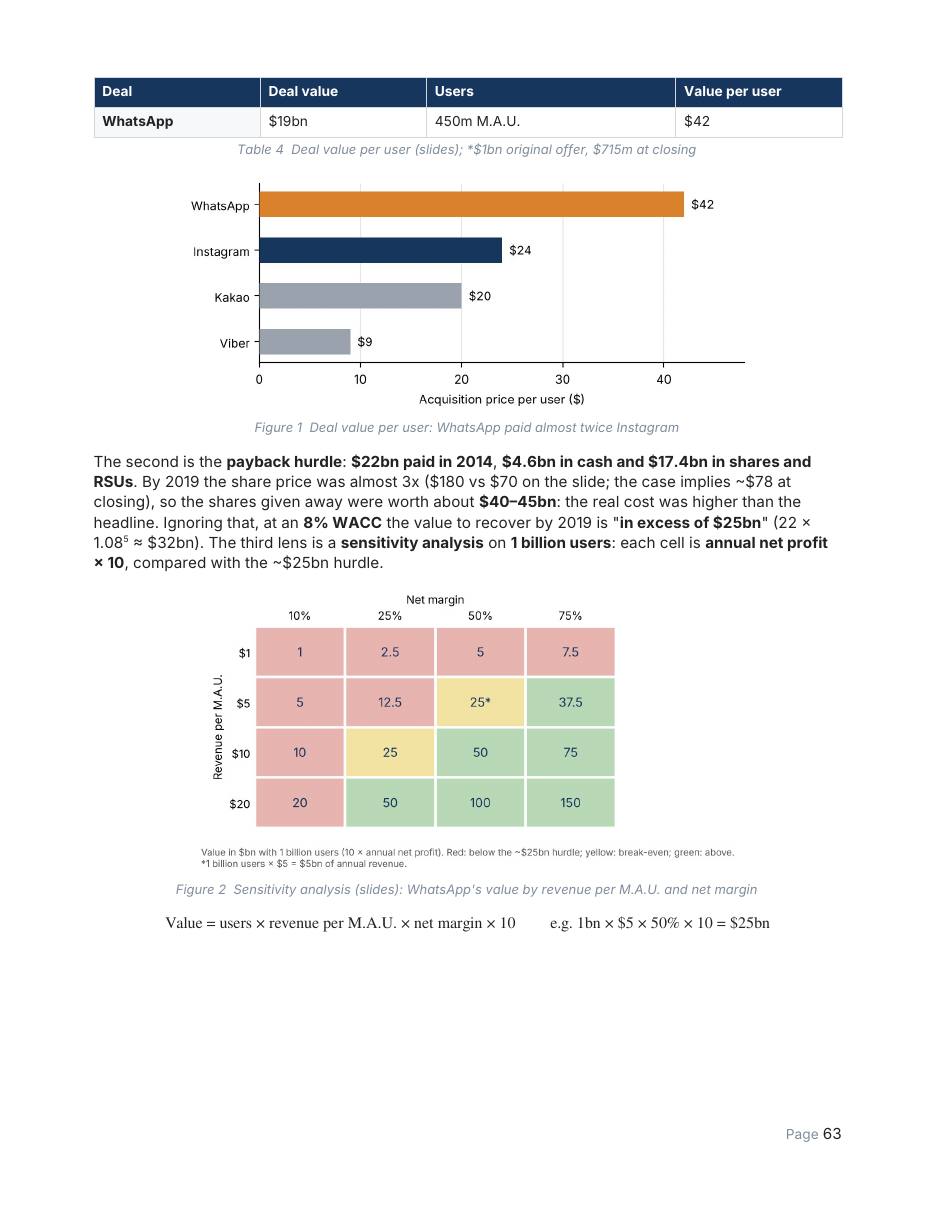 Deal Deal value Users Value per user
WhatsApp $19bn 450m M.A.U. $42
Table 4 Deal value per user (slides); *$1bn original offer, $715m at closing
WhatsApp $42
Instagram $24
Kakao $20
Viber $9
0 10 20 30 40
Acquisition price per user ($)
Figure 1 Deal value per user: WhatsApp paid almost twice Instagram
The second is the payback hurdle: $22bn paid in 2014, $4.6bn in cash and $17.4bn in shares and
RSUs. By 2019 the share price was almost 3x ($180 vs $70 on the slide; the case implies ~$78 at
closing), so the shares given away were worth about $40–45bn: the real cost was higher than the
headline. Ignoring that, at an 8% WACC the value to recover by 2019 is "in excess of $25bn" (22 ×
1.08⁵ ≈ $32bn). The third lens is a sensitivity analysis on 1 billion users: each cell is annual net profit
× 10, compared with the ~$25bn hurdle.
Net margin
10% 25% 50% 75%
Revenue per M.A.U.
$1 1 2.5 5 7.5
$5 5 12.5 25* 37.5
$10 10 25 50 75
$20 20 50 100 150
Value in $bn with 1 billion users (10 × annual net profit). Red: below the ~$25bn hurdle; yellow: break-even; green: above.
*1 billion users × $5 = $5bn of annual revenue.
Figure 2 Sensitivity analysis (slides): WhatsApp's value by revenue per M.A.U. and net margin
Value = users × revenue per M.A.U. × net margin × 10 e.g. 1bn × $5 × 50% × 10 = $25bn
Page 63